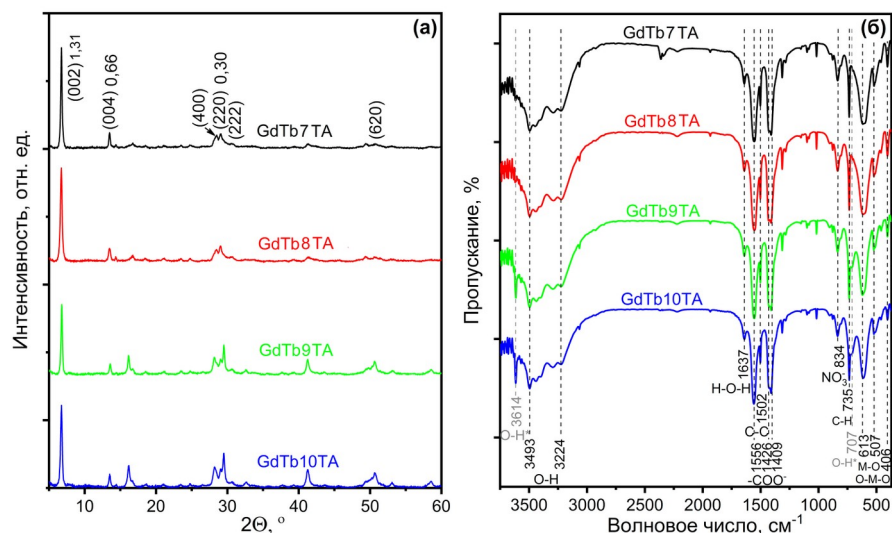 (а)
(002) 1,31
(004) 0,66
(400)
(220) 0,30
(222)
(620)
GdTb7TA
GdTb8TA
GdTb9TA
GdTb10TA
Интенсивность, отн. ед.
10 20 30 40 50 60
2Θ, °
(б)
GdTb7TA
GdTb8TA
GdTb9TA
GdTb10TA
Пропускание, %
3614
O-H*
3493
3224
O-H
1637
H-O-H
1502
C-C
1556
1426
1409
-COO⁻
834
735
C-H
707
O-H*
613
507
406
M-O
O-M-O
3500 3000 2500 2000 1500 1000 500
Волновое число, см⁻¹